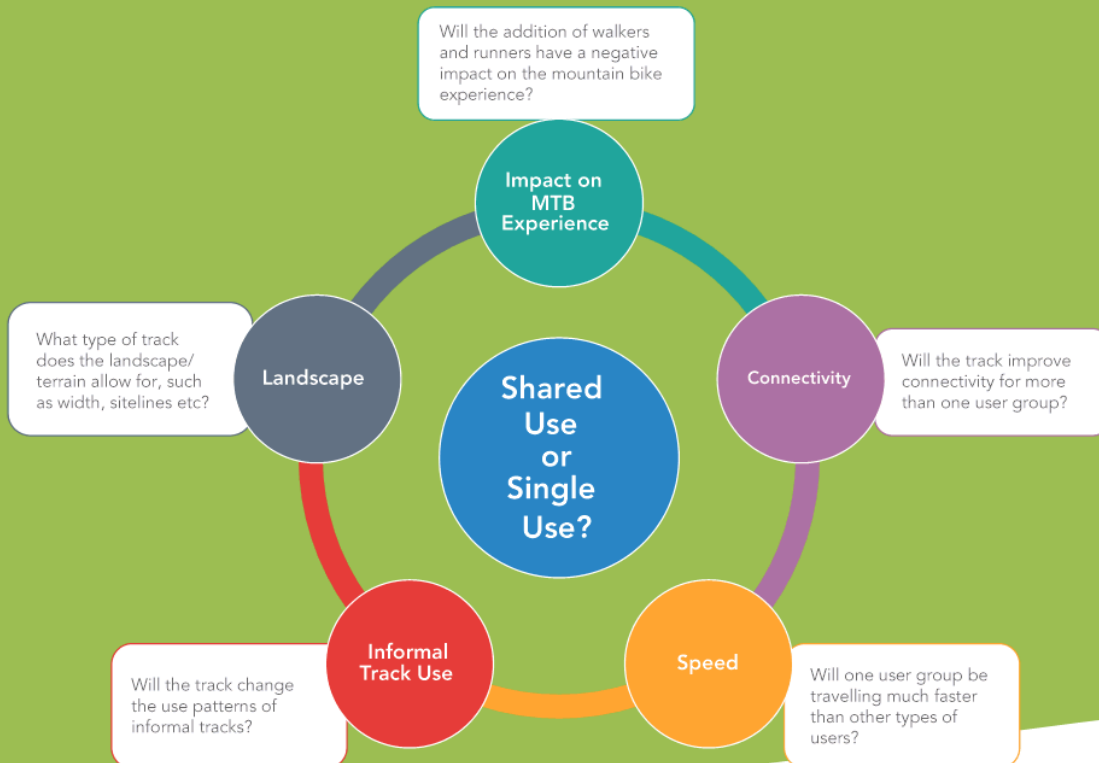 Will the addition of walkers
and runners have a negative
impact on the mountain bike
experience?
Impact on
MTB
Experience
What type of track
does the landscape/
terrain allow for, such
as width, sitelines etc?
Landscape
Connectivity
Will the track improve
connectivity for more
than one user group?
Shared
Use
or
Single
Use?
Will the track change
the use patterns of
informal tracks?
Informal
Track Use
Speed
Will one user group be
travelling much faster
than other types of
users?